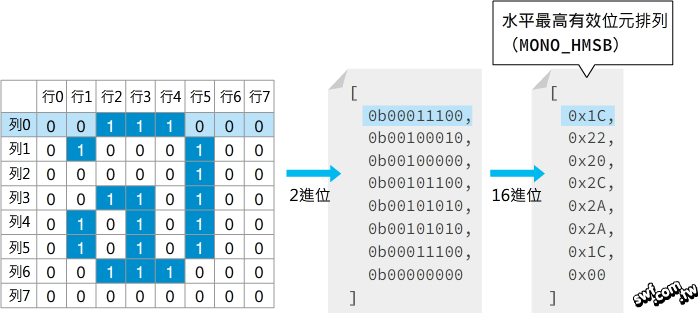 水平最高有效位元排列
（MONO_HMSB）
行0 行1 行2 行3 行4 行5 行6 行7
列0 0 0 1 1 1 0 0 0
列1 0 1 0 0 0 1 0 0
列2 0 0 0 0 0 1 0 0
列3 0 0 1 1 0 1 0 0
列4 0 1 0 1 0 1 0 0
列5 0 1 0 1 0 1 0 0
列6 0 0 1 1 1 0 0 0
列7 0 0 0 0 0 0 0 0
2進位
[
0b00011100,
0b00100010,
0b00100000,
0b00101100,
0b00101010,
0b00101010,
0b00011100,
0b00000000
]
16進位
[
0x1C,
0x22,
0x20,
0x2C,
0x2A,
0x2A,
0x1C,
0x00
]
swf.com.tw